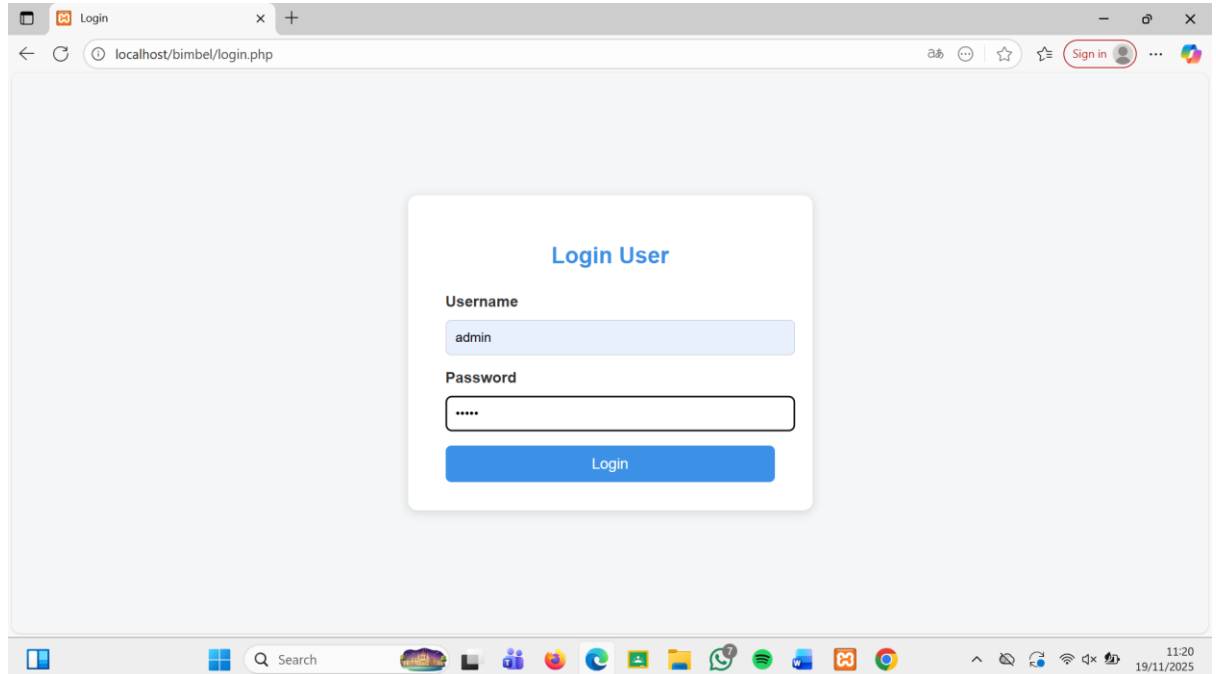 Login
localhost/bimbel/login.php
Sign in
Login User
Username
admin
Password
•••••
Login
Search
7
11:20
19/11/2025